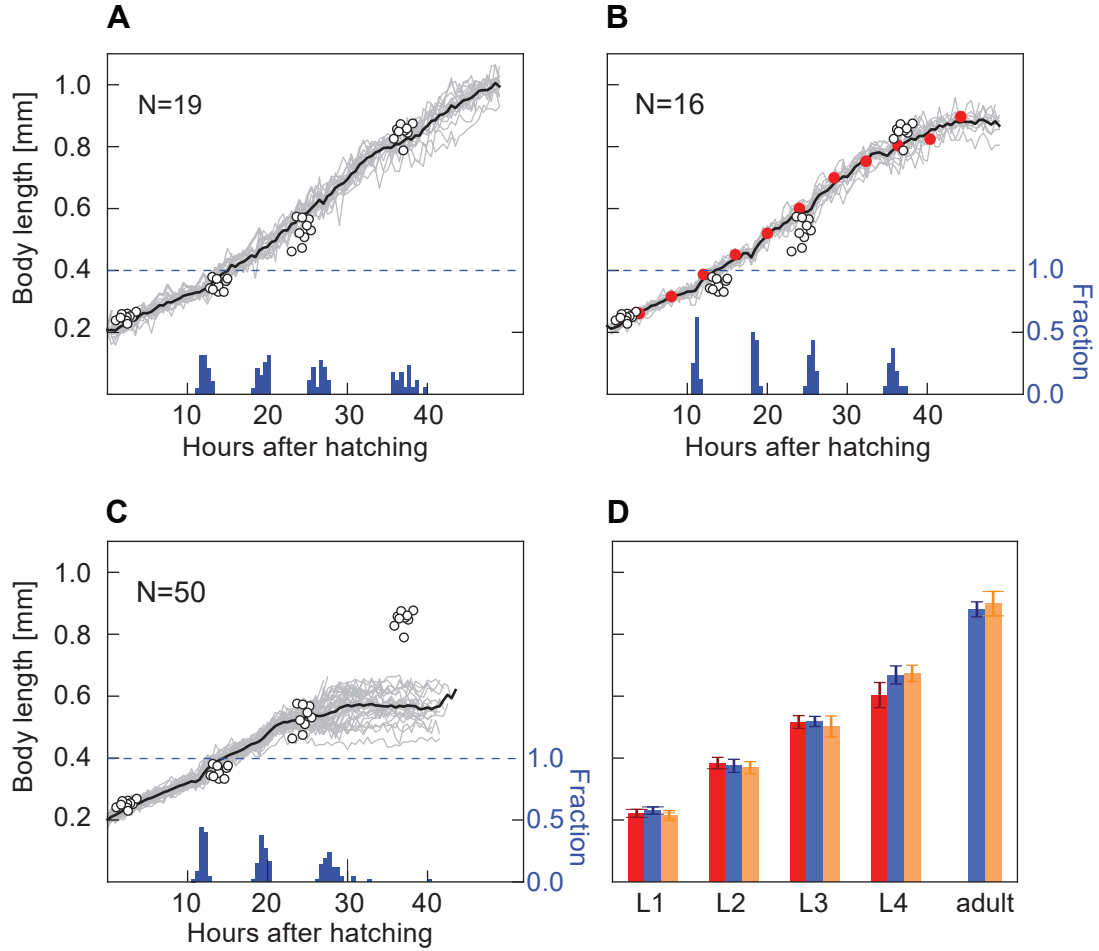 A
B
Body length [mm]
1.0
0.8
0.6
0.4
0.2
N=19
10
20
30
40
Hours after hatching
N=16
1.0
0.5
0.0
Fraction
10
20
30
40
Hours after hatching
C
D
Body length [mm]
1.0
0.8
0.6
0.4
0.2
N=50
1.0
0.5
0.0
Fraction
10
20
30
40
Hours after hatching
L1
L2
L3
L4
adult